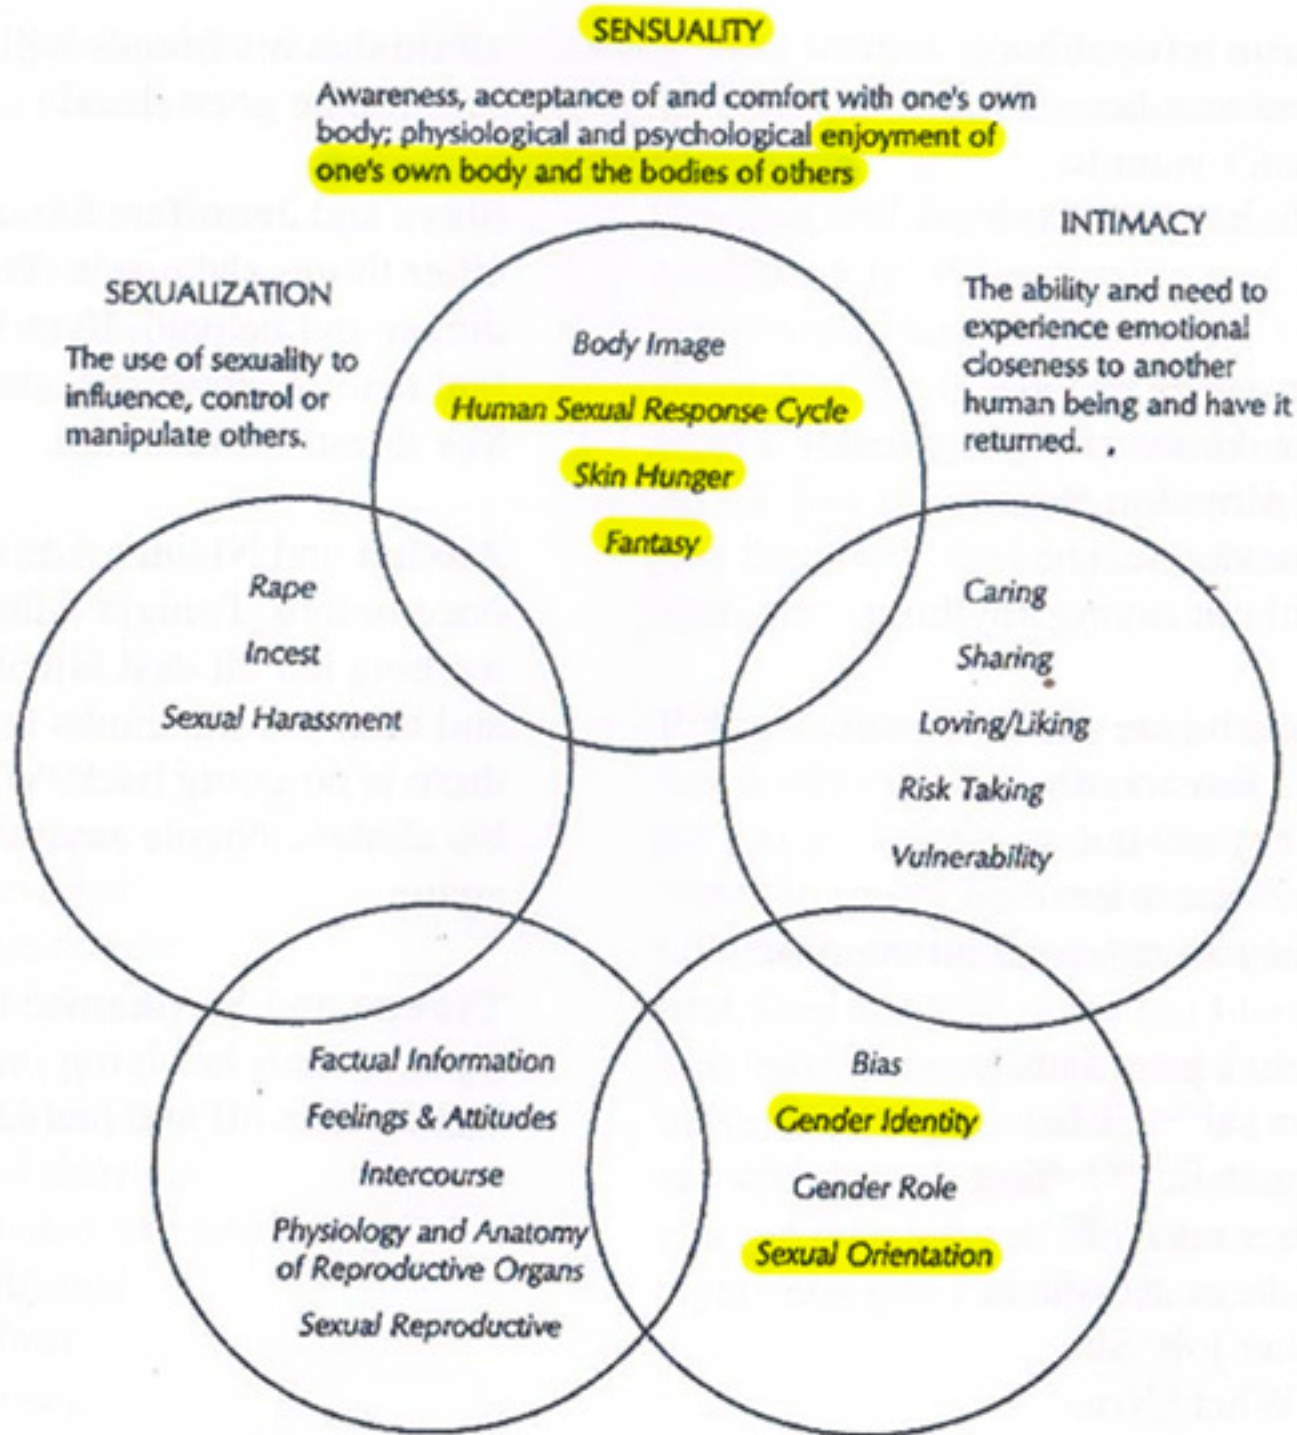 SENSUALITY
Awareness, acceptance of and comfort with one's own
body; physiological and psychological enjoyment of
one's own body and the bodies of others
SEXUALIZATION
The use of sexuality to
influence, control or
manipulate others.
INTIMACY
The ability and need to
experience emotional
closeness to another
human being and have it
returned.
Body Image
Human Sexual Response Cycle
Skin Hunger
Fantasy
Rape
Incest
Sexual Harassment
Caring
Sharing
Loving/Liking
Risk Taking
Vulnerability
Factual Information
Feelings & Attitudes
Intercourse
Physiology and Anatomy
of Reproductive Organs
Sexual Reproductive
Bias
Gender Identity
Gender Role
Sexual Orientation